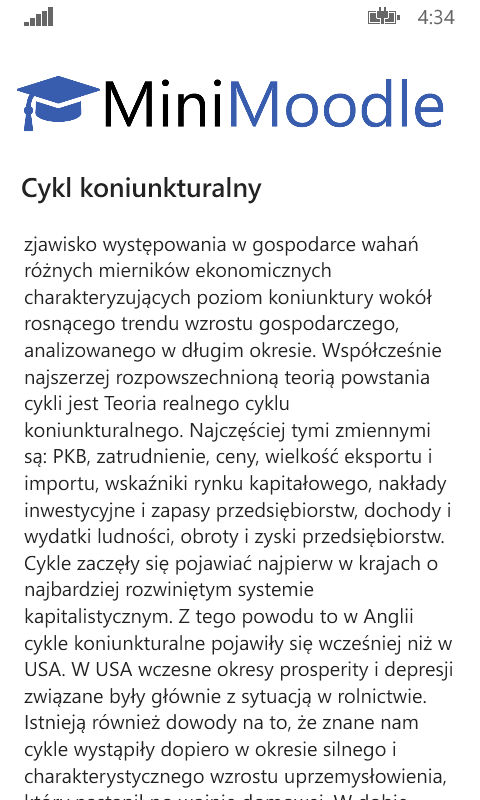 4:34
MiniMoodle
Cykl koniunkturalny
zjawisko występowania w gospodarce wahań
różnych mierników ekonomicznych
charakteryzujących poziom koniunktury wokół
rosnącego trendu wzrostu gospodarczego,
analizowanego w długim okresie. Współcześnie
najszerzej rozpowszechnioną teorią powstania
cykli jest Teoria realnego cyklu
koniunkturalnego. Najczęściej tymi zmiennymi
są: PKB, zatrudnienie, ceny, wielkość eksportu i
importu, wskaźniki rynku kapitałowego, nakłady
inwestycyjne i zapasy przedsiębiorstw, dochody i
wydatki ludności, obroty i zyski przedsiębiorstw.
Cykle zaczęły się pojawiać najpierw w krajach o
najbardziej rozwiniętym systemie
kapitalistycznym. Z tego powodu to w Anglii
cykle koniunkturalne pojawiły się wcześniej niż w
USA. W USA wczesne okresy prosperity i depresji
związane były głównie z sytuacją w rolnictwie.
Istnieją również dowody na to, że znane nam
cykle wystąpiły dopiero w okresie silnego i
charakterystycznego wzrostu uprzemysłowienia,
który nastąpił po wojnie domowej. W dobie